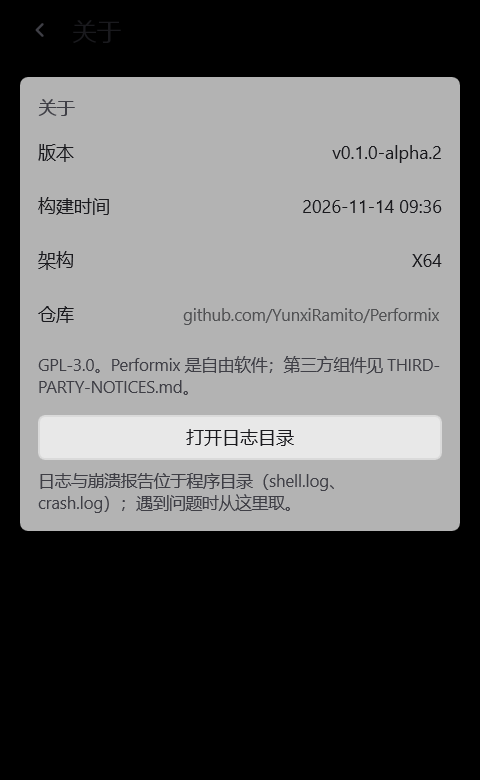 关于
关于
版本 v0.1.0-alpha.2
构建时间 2026-11-14 09:36
架构 X64
仓库 github.com/YunxiRamito/Performix
GPL-3.0。Performix 是自由软件；第三方组件见 THIRD-
PARTY-NOTICES.md。
打开日志目录
日志与崩溃报告位于程序目录（shell.log、
crash.log）；遇到问题时从这里取。